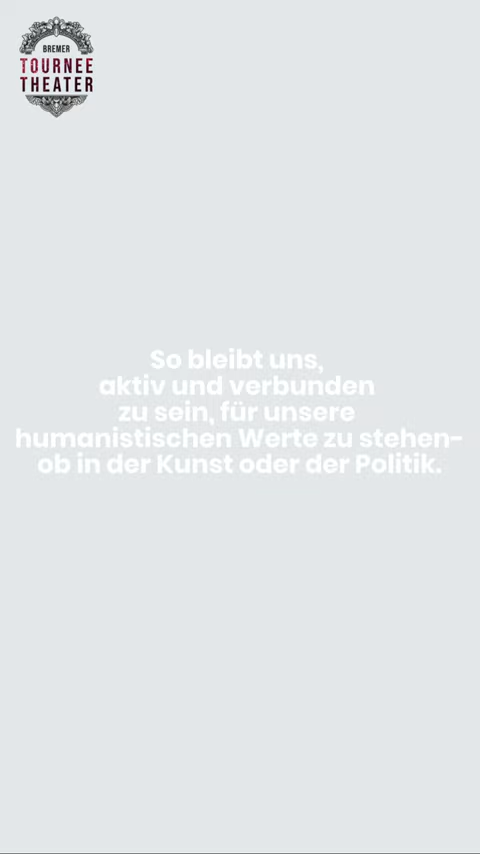 BREMER
TOURNEE
THEATER
So bleibt uns,
aktiv und verbunden
zu sein, für unsere
humanistischen Werte zu stehen-
ob in der Kunst oder der Politik.